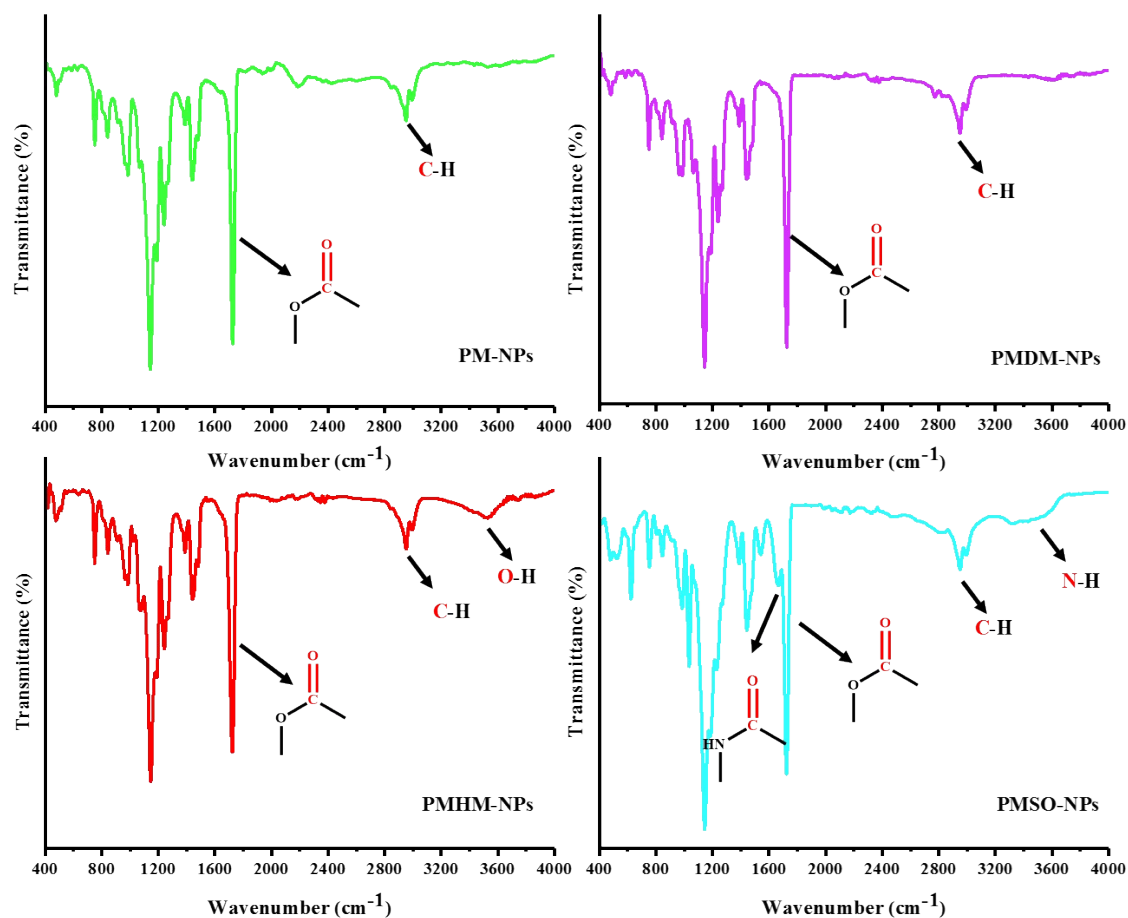 Transmittance (%)
C-H
O
C
O
PM-NPs
400 800 1200 1600 2000 2400 2800 3200 3600 4000
Wavenumber (cm-1)
Transmittance (%)
C-H
O
C
O
PMDM-NPs
400 800 1200 1600 2000 2400 2800 3200 3600 4000
Wavenumber (cm-1)
Transmittance (%)
O-H
C-H
O
C
O
PMHM-NPs
400 800 1200 1600 2000 2400 2800 3200 3600 4000
Wavenumber (cm-1)
Transmittance (%)
N-H
C-H
O
C
O
O
C
HN
PMSO-NPs
400 800 1200 1600 2000 2400 2800 3200 3600 4000
Wavenumber (cm-1)